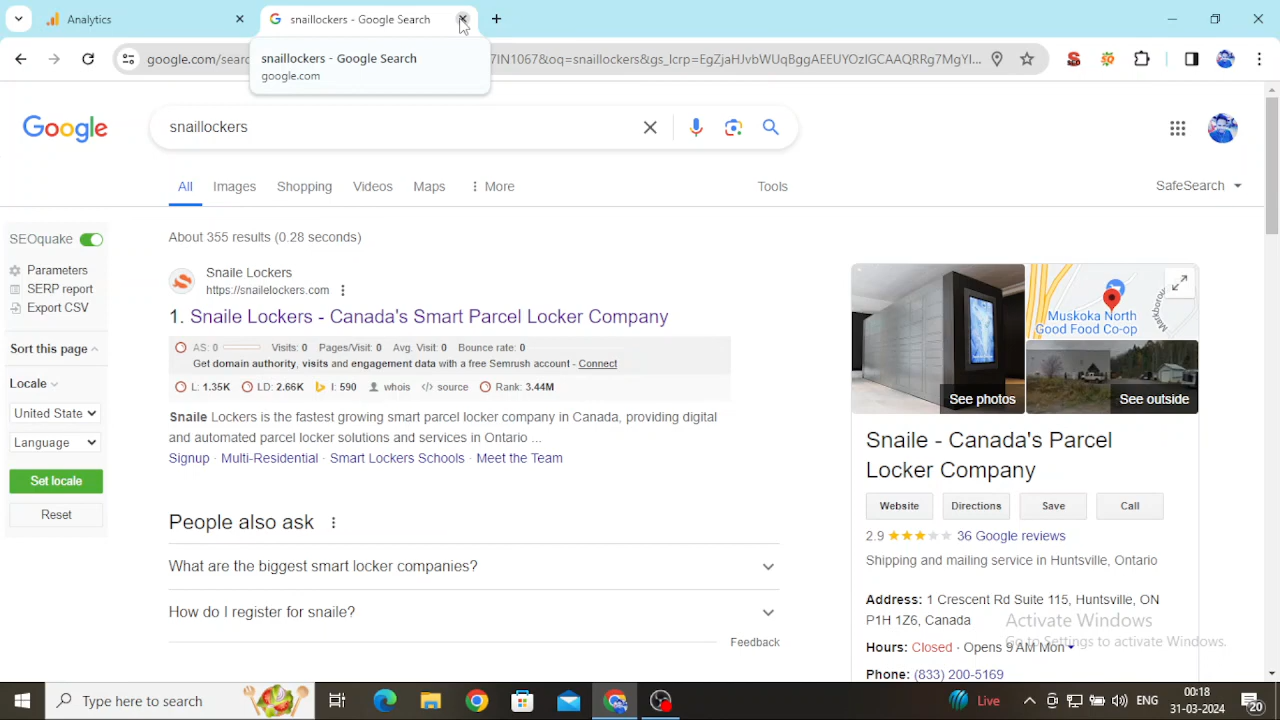 Analytics
snaillockers - Google Search
snaillockers - Google Search
google.com
google.com/sear
7IN1067&oq=snaillockers&gs_lcrp=EgZjaHJvbWUqBggAEEUYOzIGCAAQRRg7MgYI...
Google
snaillockers
All Images Shopping Videos Maps More Tools SafeSearch
SEOquake
Parameters
SERP report
Export CSV
Sort this page
Locale
United State
Language
Set locale
Reset
About 355 results (0.28 seconds)
Snaile Lockers
https://snailelockers.com
1. Snaile Lockers - Canada's Smart Parcel Locker Company
AS: 0 Visits: 0 Pages/Visit: 0 Avg. Visit: 0 Bounce rate: 0
Get domain authority, visits and engagement data with a free Semrush account - Connect
L: 1.35K LD: 2.66K I: 590 whois </> source Rank: 3.44M
Snaile Lockers is the fastest growing smart parcel locker company in Canada, providing digital
and automated parcel locker solutions and services in Ontario ...
Signup · Multi-Residential · Smart Lockers Schools · Meet the Team
People also ask
What are the biggest smart locker companies?
How do I register for snaile?
Feedback
Muskoka North
Good Food Co-op
See photos
See outside
Snaile - Canada's Parcel
Locker Company
Website Directions Save Call
2.9 36 Google reviews
Shipping and mailing service in Huntsville, Ontario
Address: 1 Crescent Rd Suite 115, Huntsville, ON
P1H 1Z6, Canada
Activate Windows
Go to Settings to activate Windows.
Hours: Closed · Opens 9 AM Mon
Phone: (833) 200-5169
Type here to search
Live
ENG
00:18
31-03-2024
20